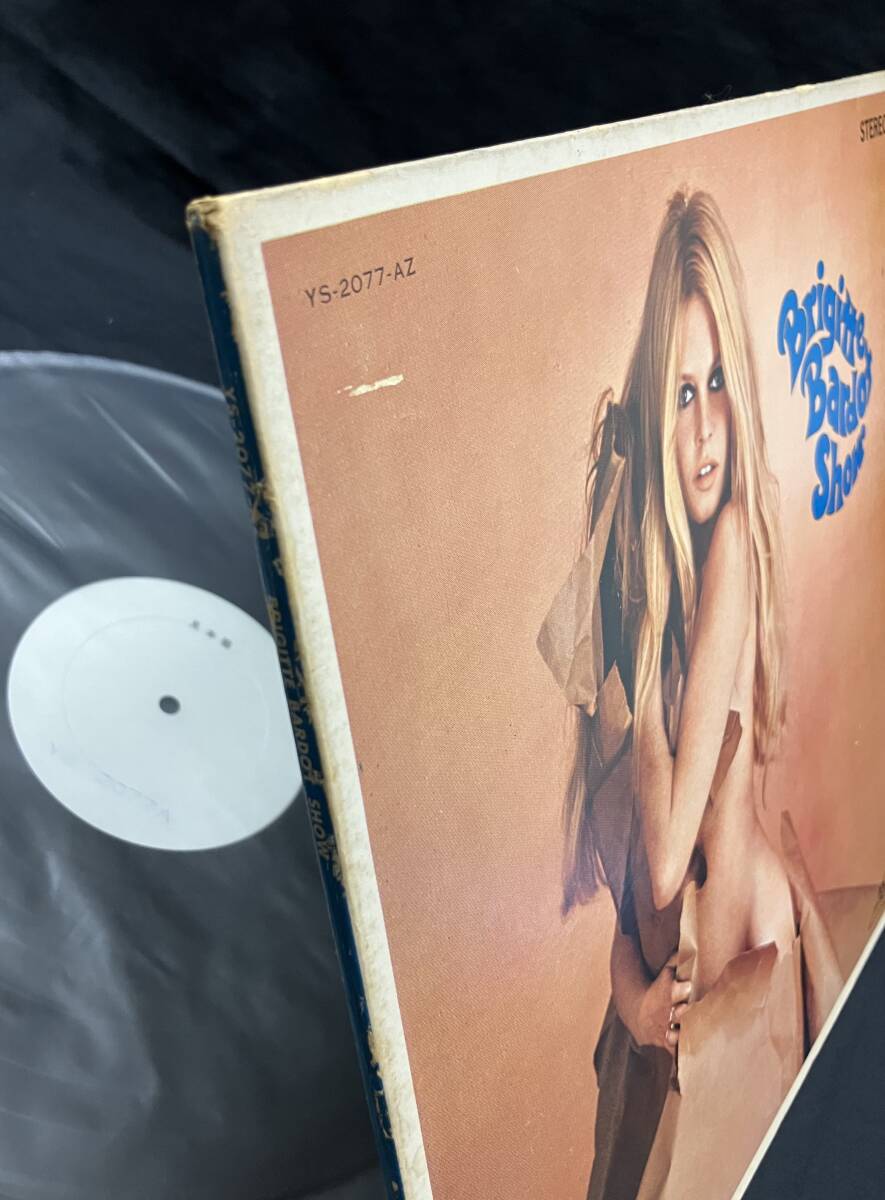 STEREO
YS-2077-AZ
Brigitte
Bardot
Show
BRIGITTE BARDOT SHOW